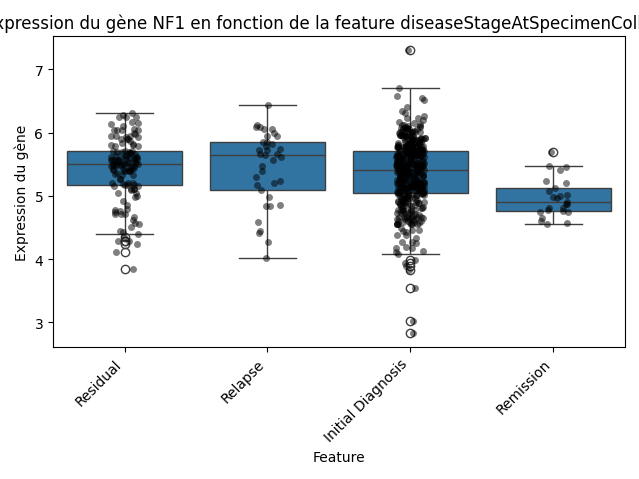 xpression du gène NF1 en fonction de la feature diseaseStageAtSpecimenColl
Expression du gène
7
6
5
4
3
Residual
Relapse
Initial Diagnosis
Remission
Feature